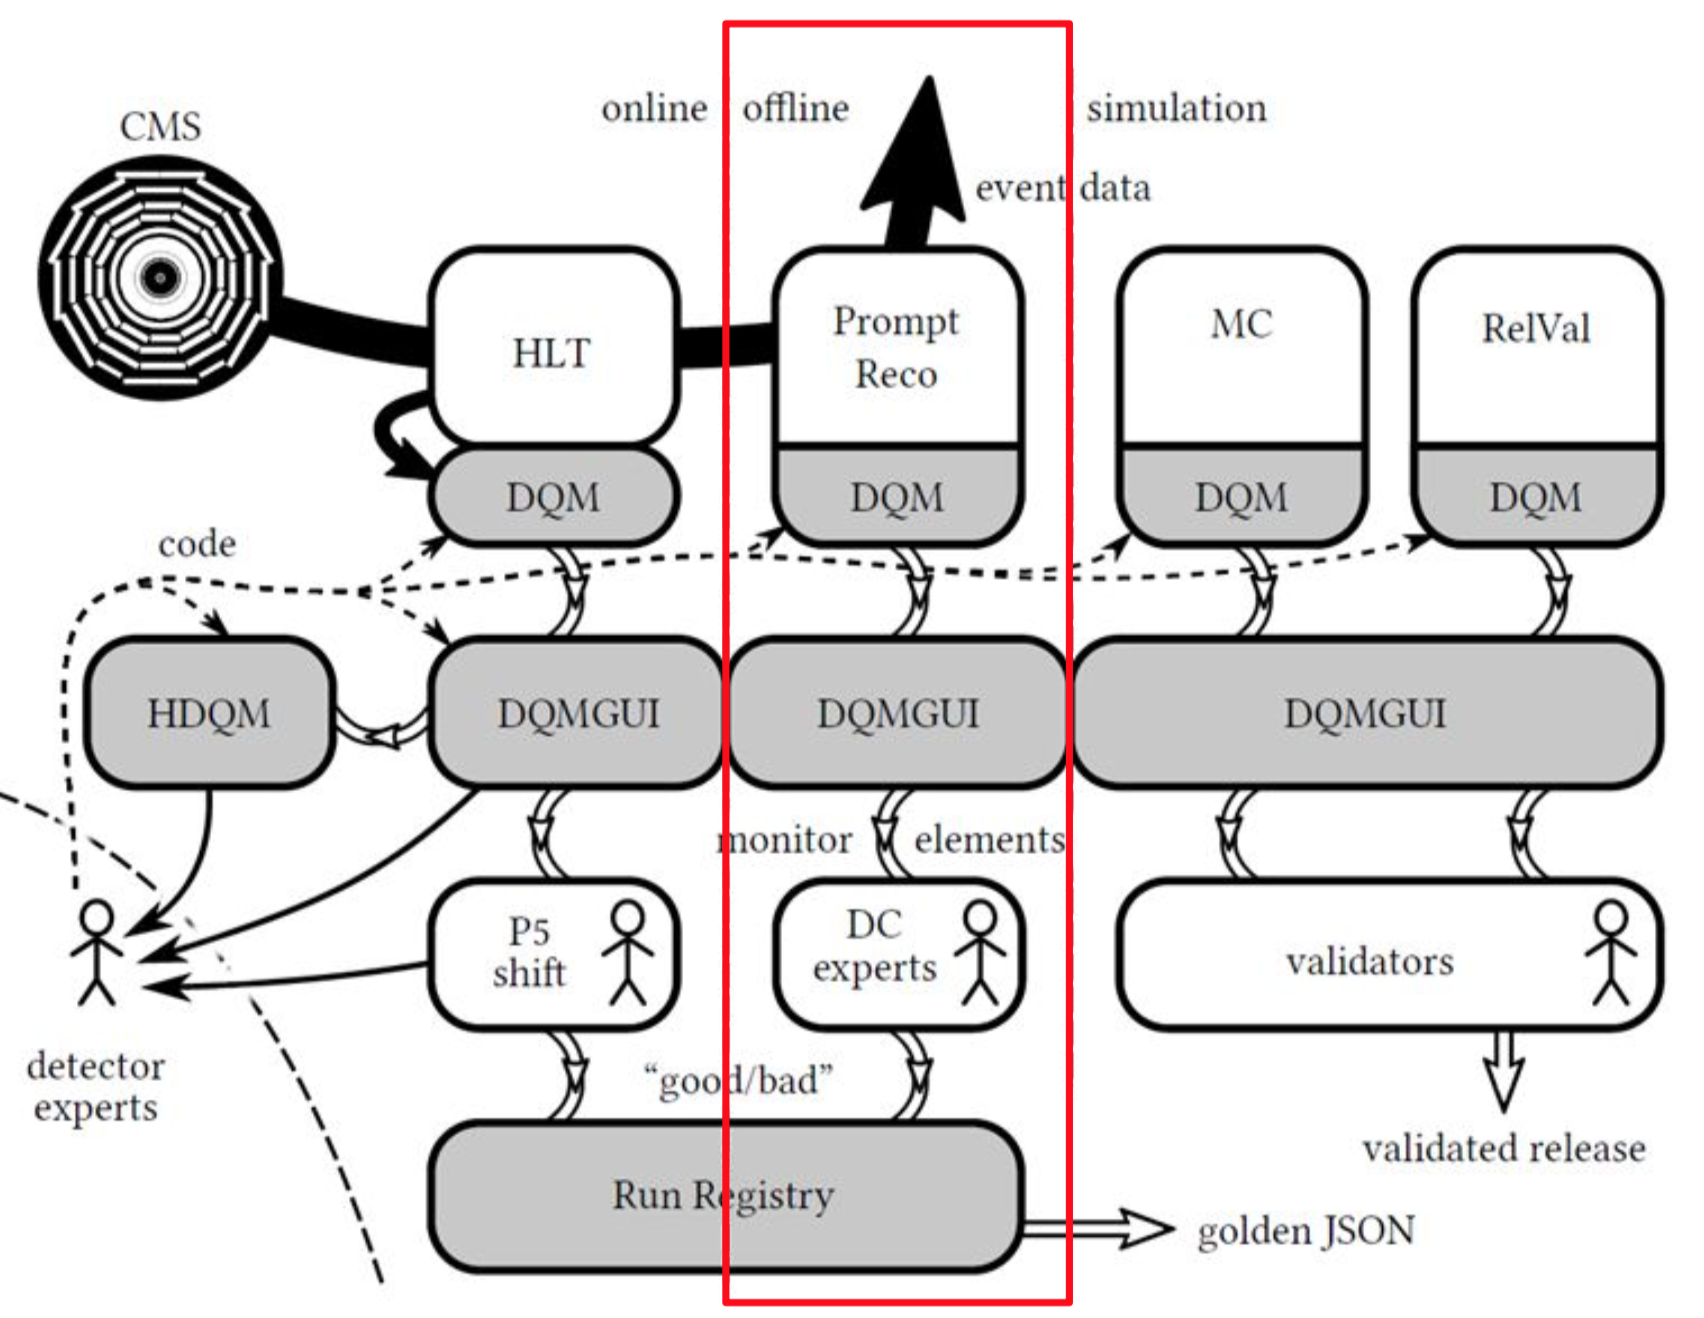 online offline simulation
CMS
event data
HLT
Prompt
Reco
MC
RelVal
DQM
DQM
DQM
DQM
code
HDQM
DQMGUI
DQMGUI
DQMGUI
monitor elements
P5
shift
DC
experts
validators
detector
experts
“good/bad”
validated release
Run Registry
golden JSON